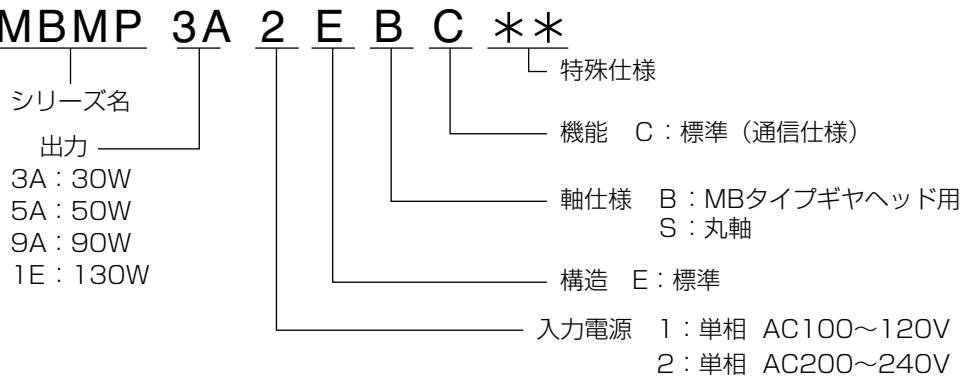 MBMP 3A 2 E B C **
特殊仕様
シリーズ名
機能 C：標準（通信仕様）
出力
3A：30W
5A：50W
9A：90W
1E：130W
軸仕様 B：MBタイプギヤヘッド用
S：丸軸
構造 E：標準
入力電源 1：単相 AC100～120V
2：単相 AC200～240V